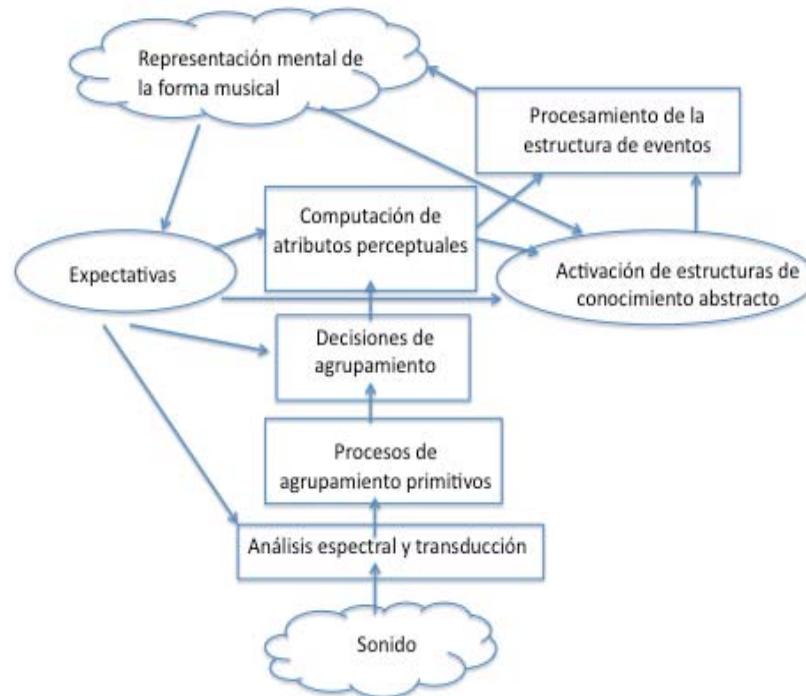 Representación mental de
la forma musical
Procesamiento de la
estructura de eventos
Computación de
atributos perceptuales
Expectativas
Activación de estructuras de
conocimiento abstracto
Decisiones de
agrupamiento
Procesos de
agrupamiento primitivos
Análisis espectral y transducción
Sonido